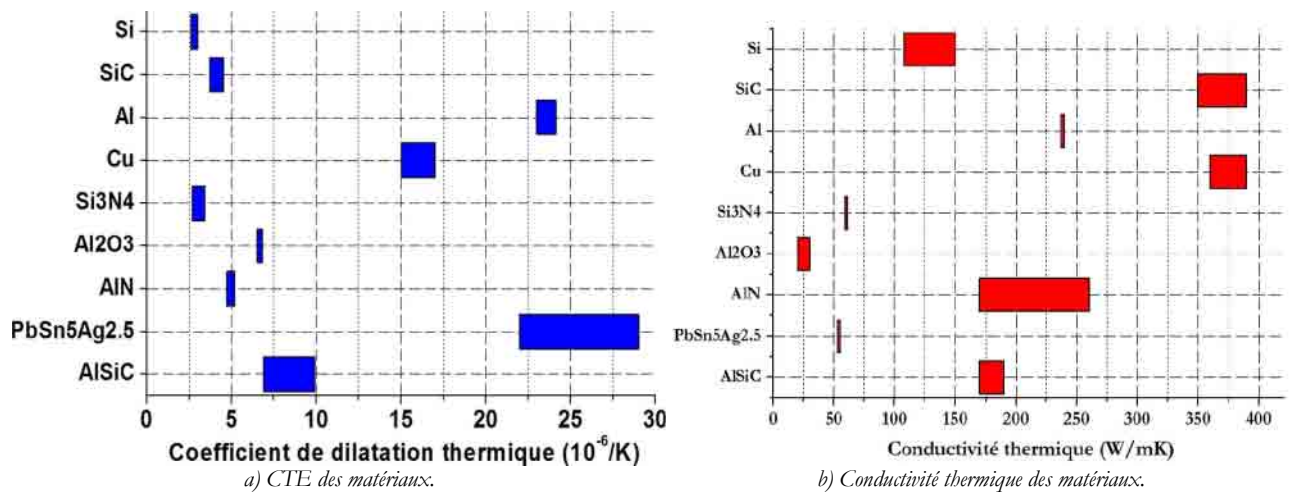 Si
SiC
Al
Cu
Si3N4
Al2O3
AlN
PbSn5Ag2.5
AlSiC
0 5 10 15 20 25 30
Coefficient de dilatation thermique (10⁻⁶/K)
a) CTE des matériaux.
Si
SiC
Al
Cu
Si3N4
Al2O3
AlN
PbSn5Ag2.5
AlSiC
0 50 100 150 200 250 300 350 400
Conductivité thermique (W/mK)
b) Conductivité thermique des matériaux.